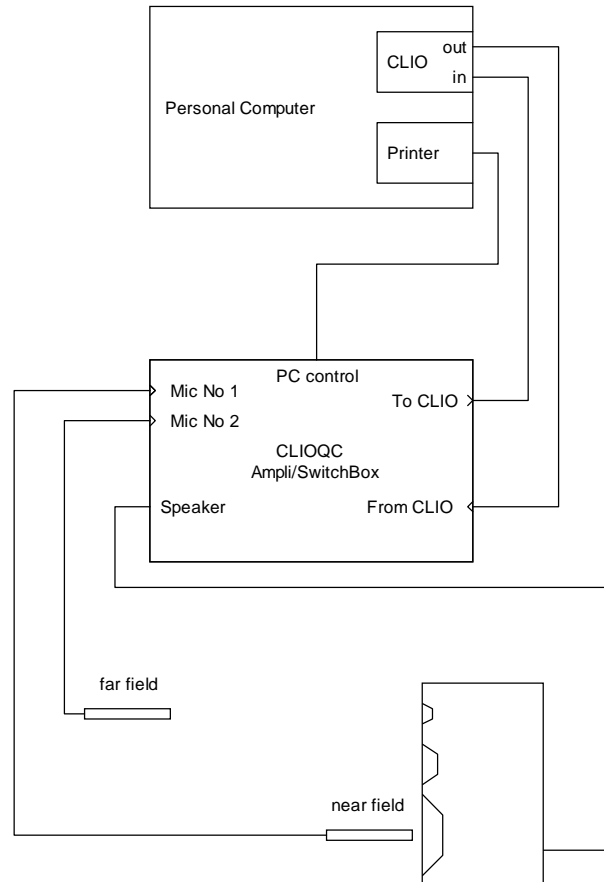 out
CLIO
in
Personal Computer
Printer
PC control
Mic No 1
To CLIO
Mic No 2
CLIOQC
Ampli/SwitchBox
Speaker
From CLIO
far field
near field